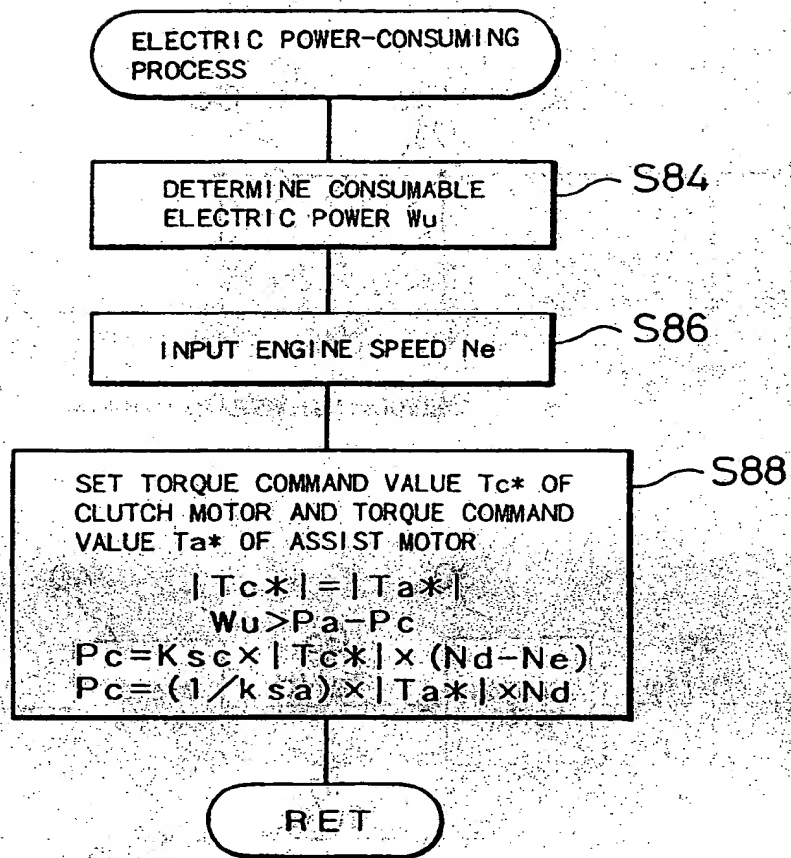 ELECTRIC POWER-CONSUMING
PROCESS
DETERMINE CONSUMABLE
ELECTRIC POWER Wu
S84
INPUT ENGINE SPEED Ne
S86
SET TORQUE COMMAND VALUE Tc* OF
CLUTCH MOTOR AND TORQUE COMMAND
VALUE Ta* OF ASSIST MOTOR
S88
|Tc*|=|Ta*|
Wu>Pa-Pc
Pc=Ksc×|Tc*|×(Nd-Ne)
Pc=(1/ksa)×|Ta*|×Nd
RET